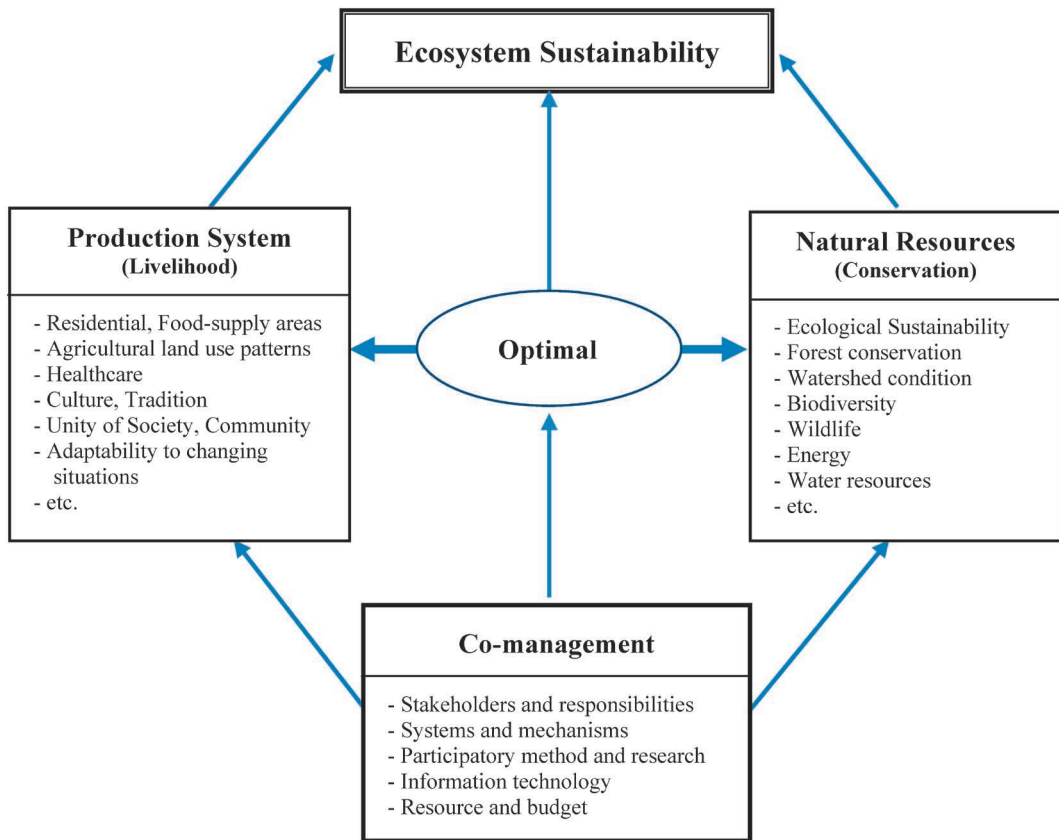 Ecosystem Sustainability
Production System
(Livelihood)
- Residential, Food-supply areas
- Agricultural land use patterns
- Healthcare
- Culture, Tradition
- Unity of Society, Community
- Adaptability to changing
situations
- etc.
Optimal
Natural Resources
(Conservation)
- Ecological Sustainability
- Forest conservation
- Watershed condition
- Biodiversity
- Wildlife
- Energy
- Water resources
- etc.
Co-management
- Stakeholders and responsibilities
- Systems and mechanisms
- Participatory method and research
- Information technology
- Resource and budget